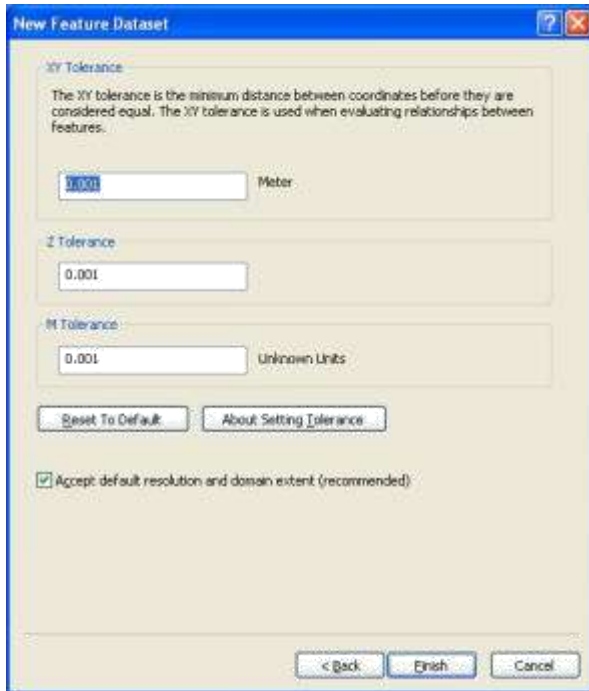 New Feature Dataset
XY Tolerance
The XY tolerance is the minimum distance between coordinates before they are
considered equal. The XY tolerance is used when evaluating relationships between
features.
0.001 Meter
Z Tolerance
0.001
M Tolerance
0.001 Unknown Units
Reset To Default About Setting Tolerance
Accept default resolution and domain extent (recommended)
< Back Finish Cancel